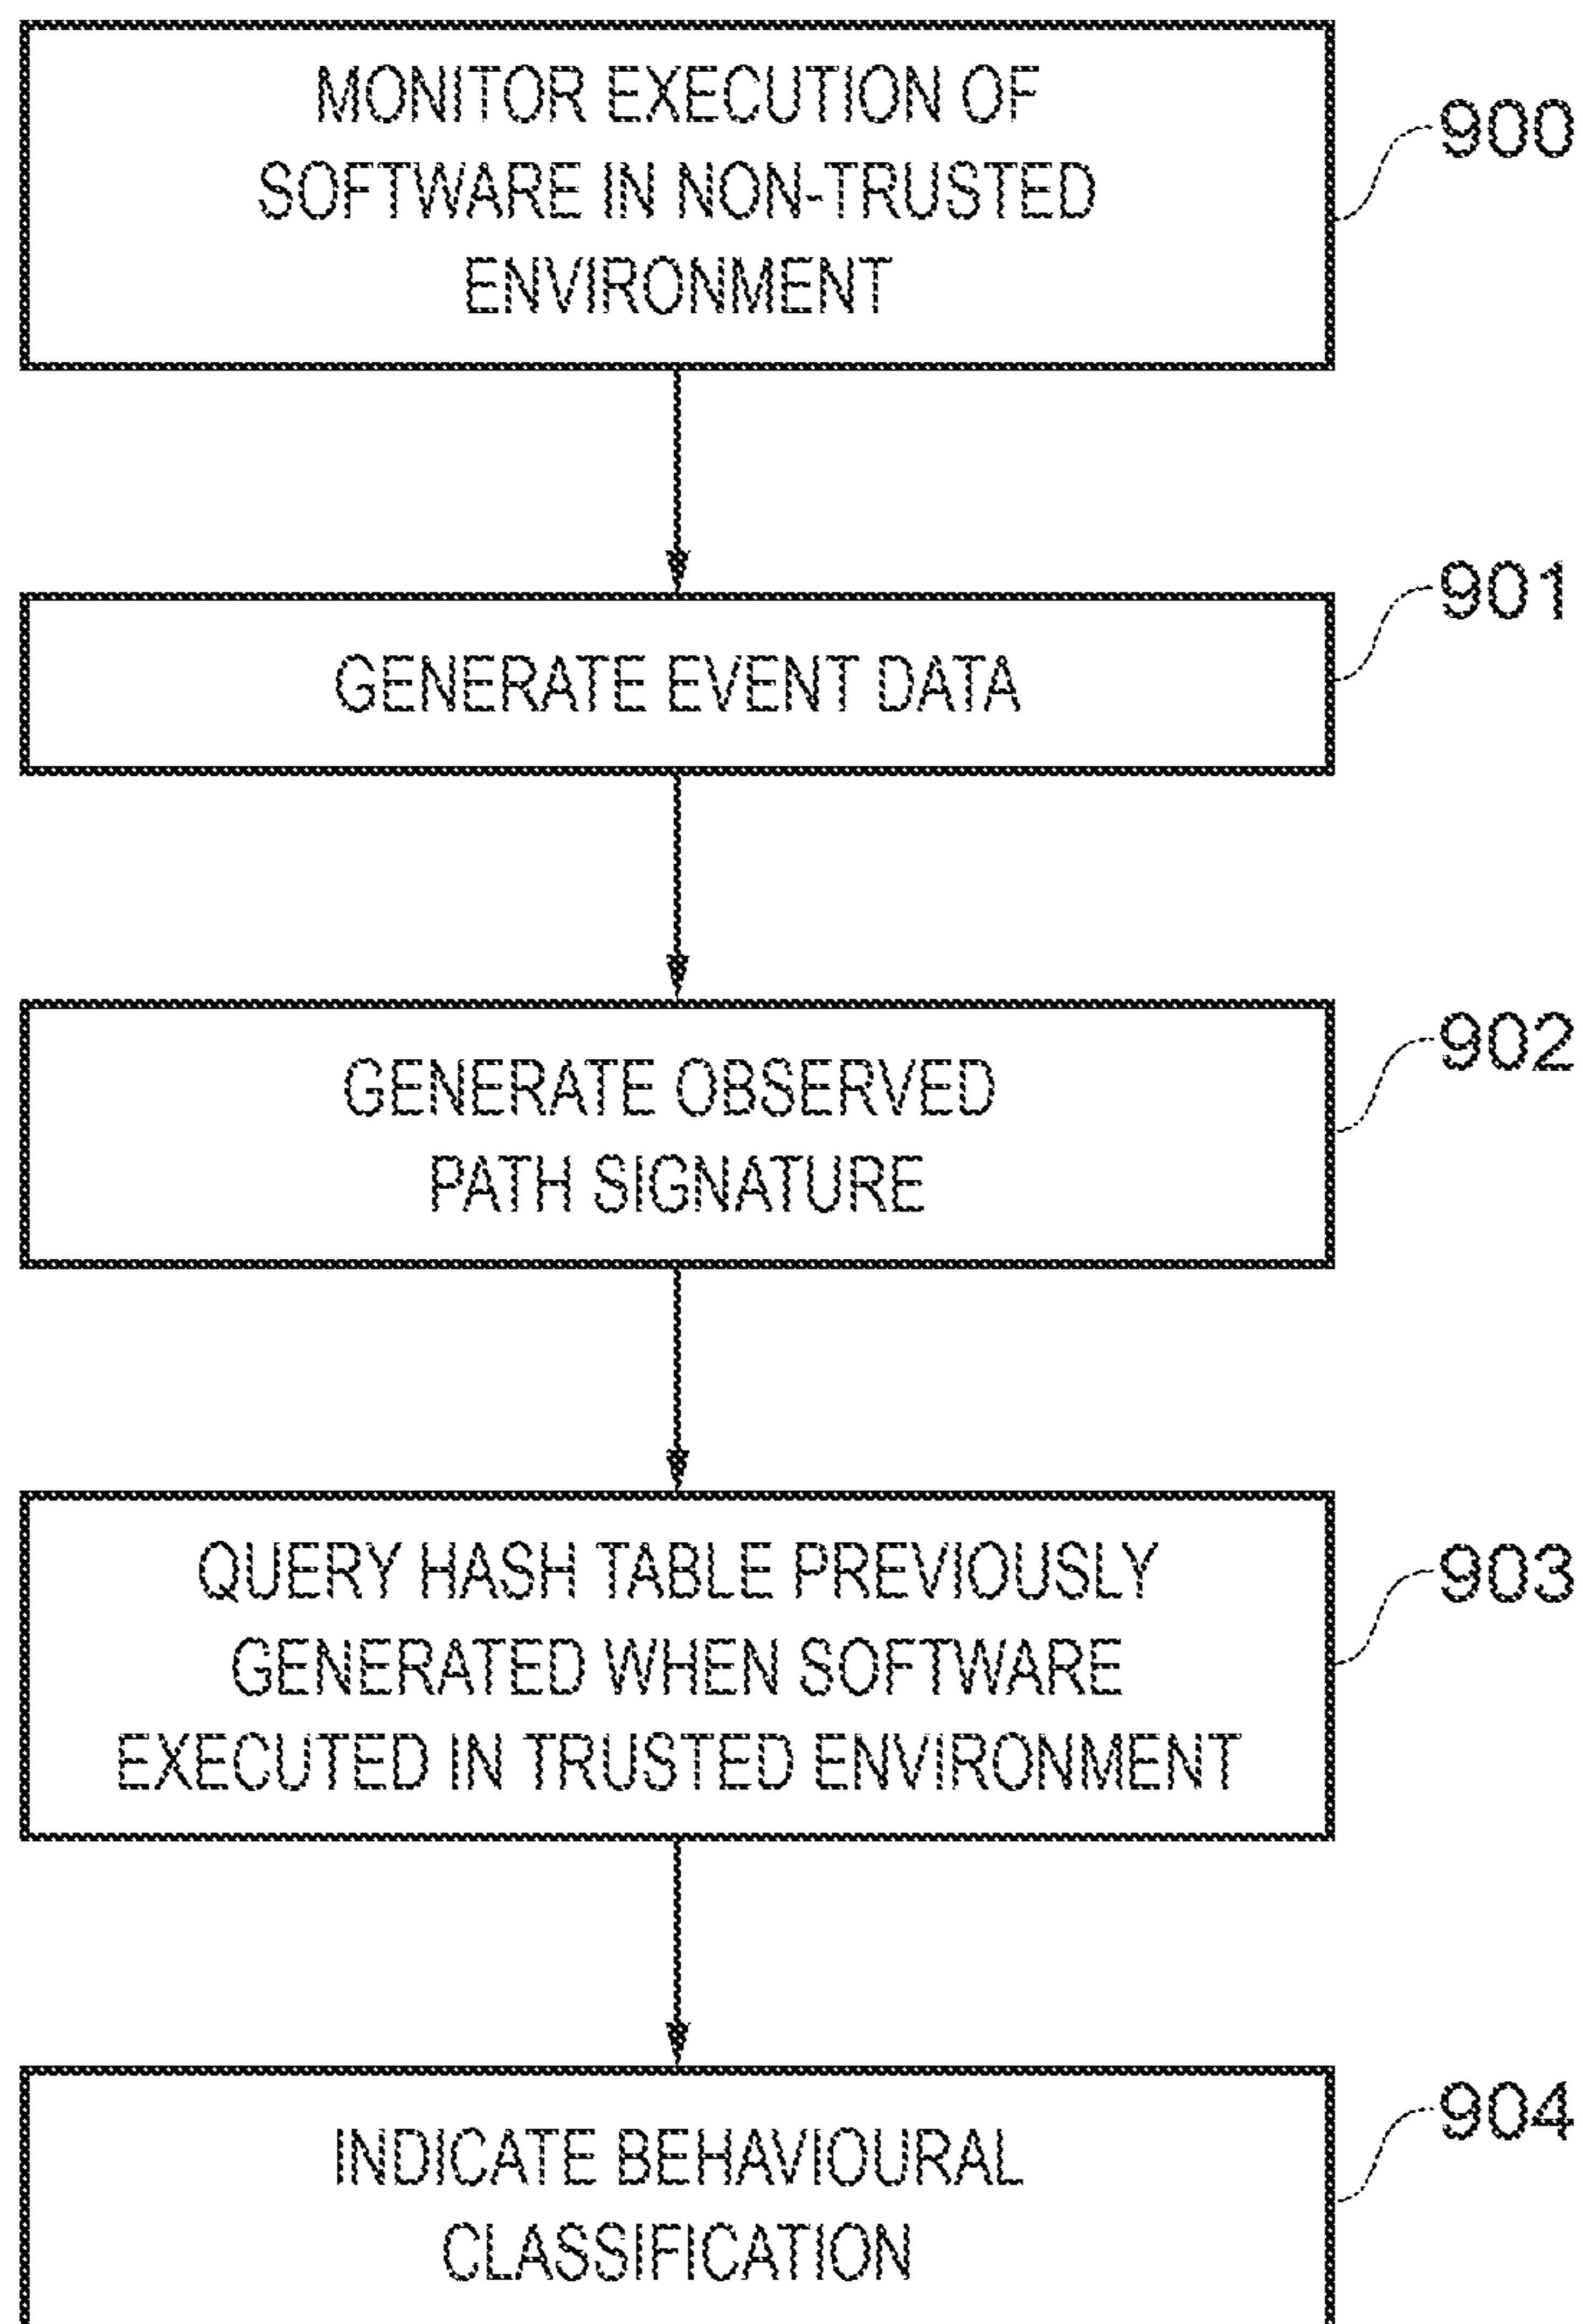 MONITOR EXECUTION OF
SOFTWARE IN NON-TRUSTED
ENVIRONMENT
900
GENERATE EVENT DATA
901
GENERATE OBSERVED
PATH SIGNATURE
902
QUERY HASH TABLE PREVIOUSLY
GENERATED WHEN SOFTWARE
EXECUTED IN TRUSTED ENVIRONMENT
903
INDICATE BEHAVIOURAL
CLASSIFICATION
904